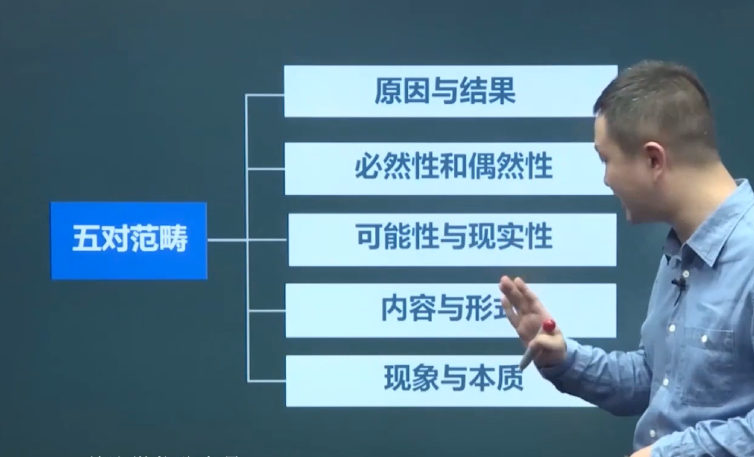 原因与结果
必然性和偶然性
五对范畴
可能性与现实性
内容与形式
现象与本质